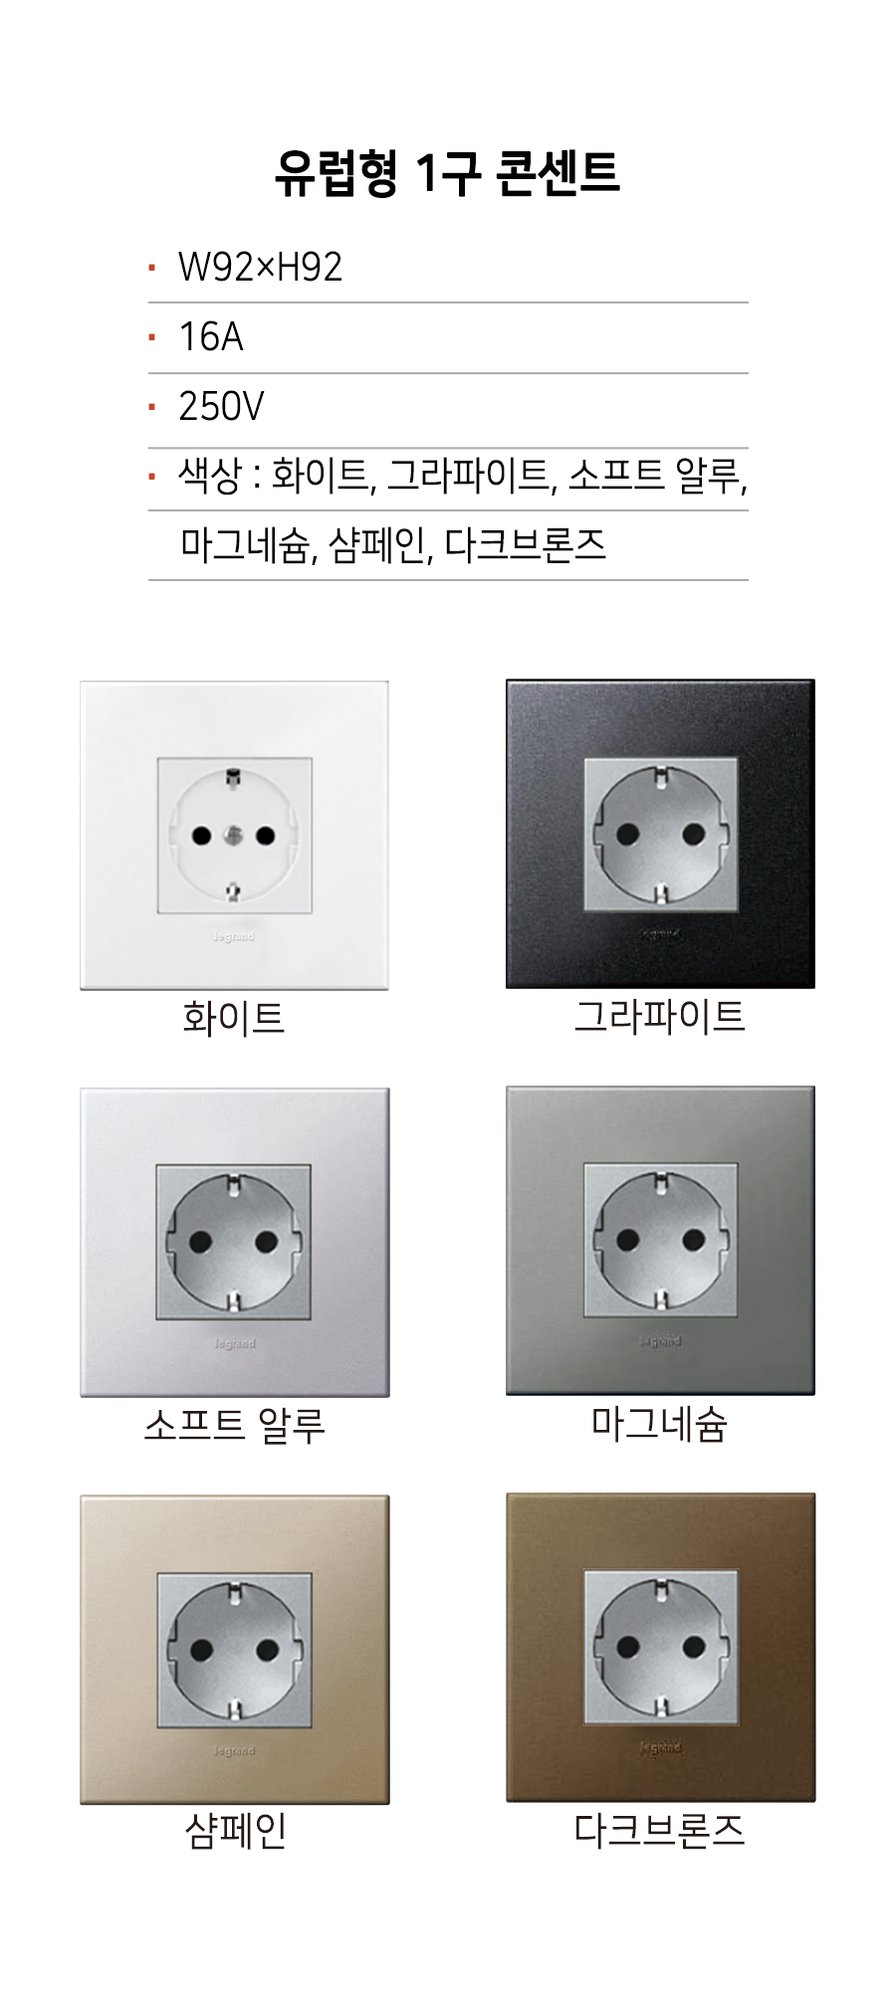 유럽형 1구 콘센트
· W92×H92
· 16A
· 250V
· 색상 : 화이트, 그라파이트, 소프트 알루,
마그네슘, 샴페인, 다크브론즈
legrand
legrand
화이트
그라파이트
legrand
legrand
소프트 알루
마그네슘
legrand
legrand
샴페인
다크브론즈